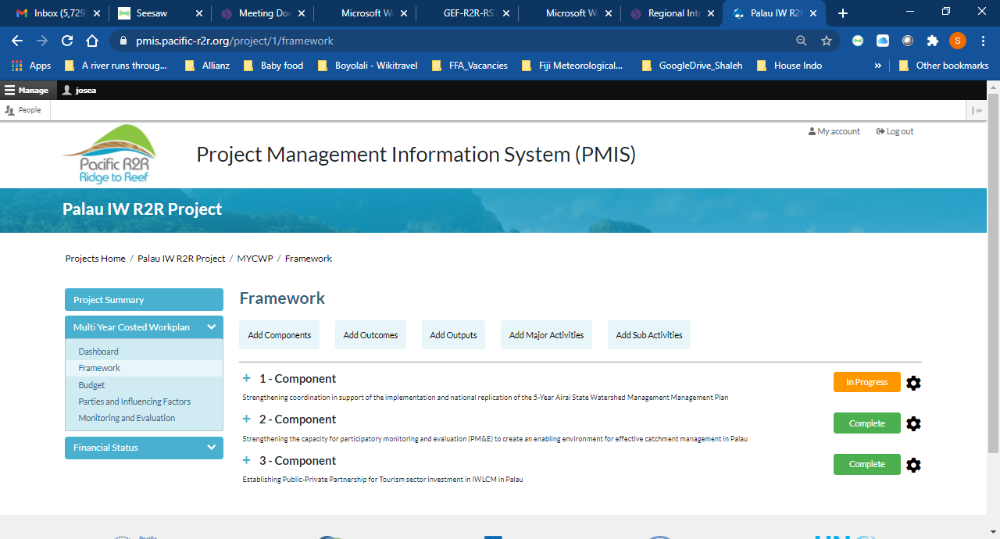 Inbox (5,729
Seesaw
Meeting Doc
Microsoft W
GEF-R2R-RS
Microsoft W
Regional Inte
Palau IW R2R
pmis.pacific-r2r.org/project/1/framework
S
Apps
A river runs throug...
Allianz
Baby food
Boyolali - Wikitravel
FFA_Vacancies
Fiji Meteorological...
GoogleDrive_Shaleh
House Indo
»
Other bookmarks
Manage
josea
People
My account
Log out
Pacific R2R
Ridge to Reef
Project Management Information System (PMIS)
Palau IW R2R Project
Projects Home / Palau IW R2R Project / MYCWP / Framework
Project Summary
Multi Year Costed Workplan
Dashboard
Framework
Budget
Parties and Influencing Factors
Monitoring and Evaluation
Financial Status
Framework
Add Components
Add Outcomes
Add Outputs
Add Major Activities
Add Sub Activities
+ 1 - Component
In Progress
Strengthening coordination in support of the implementation and national replication of the 5-Year Airai State Watershed Management Management Plan
+ 2 - Component
Complete
Strengthening the capacity for participatory monitoring and evaluation (PM&E) to create an enabling environment for effective catchment management in Palau
+ 3 - Component
Complete
Establishing Public-Private Partnership for Tourism sector investment in IWLCM in Palau
Pacific